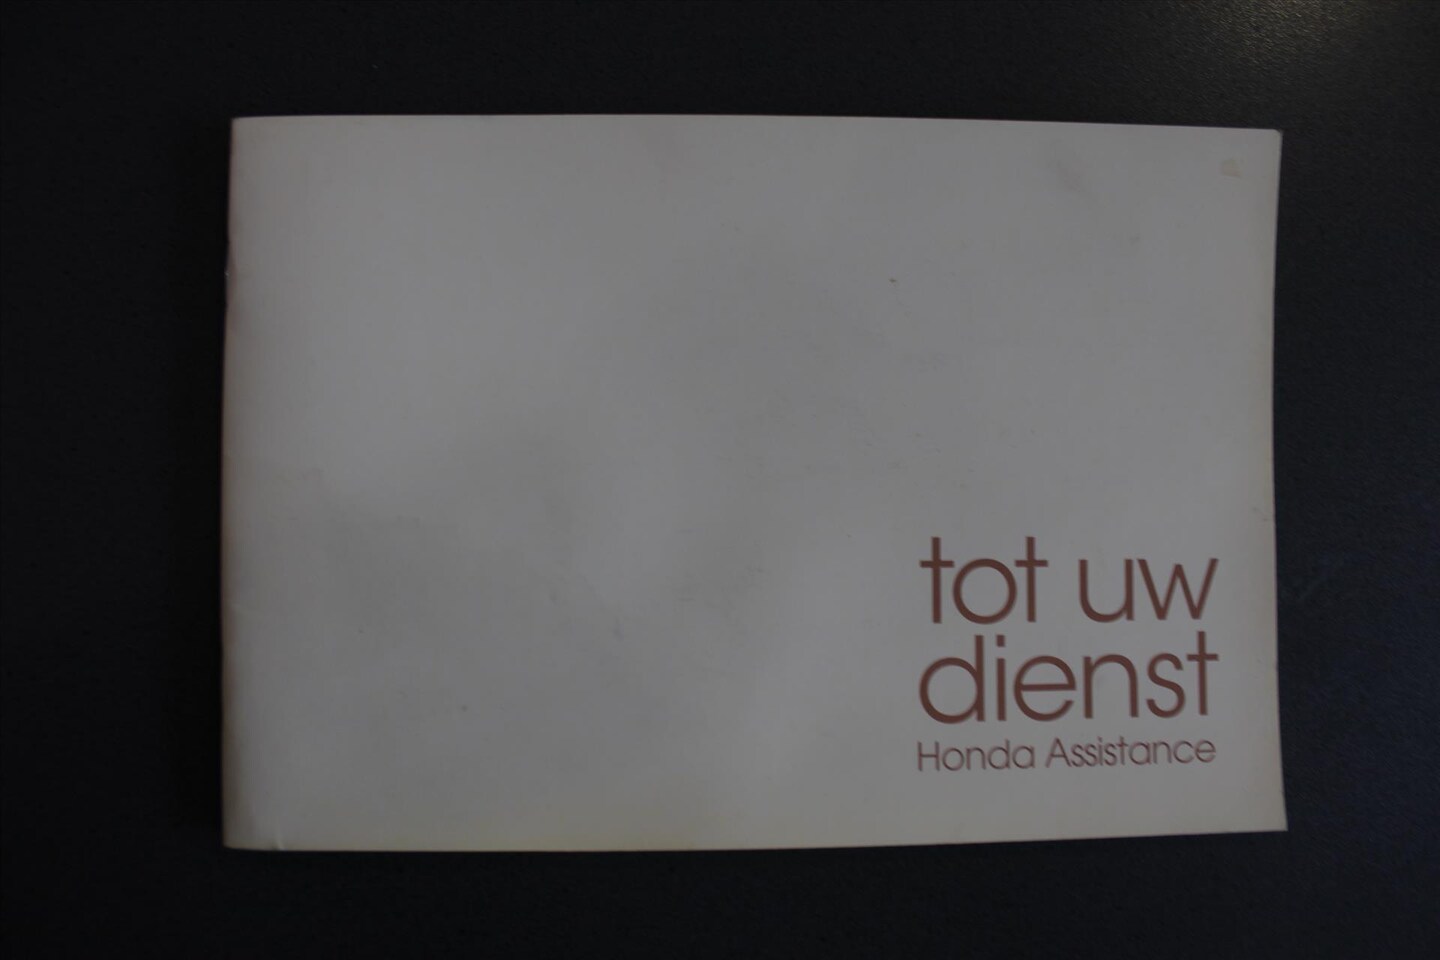 tot uw
dienst
Honda Assistance